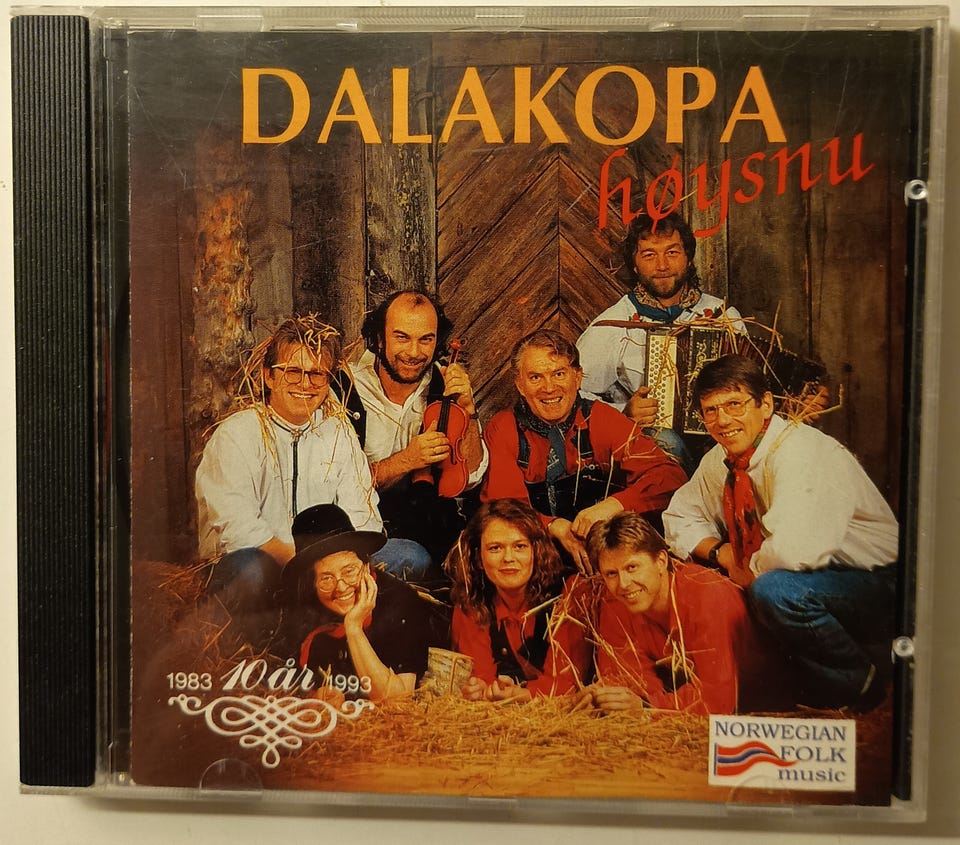 DALAKOPA
høysnu
1983 10 år 1993
NORWEGIAN
FOLK
music